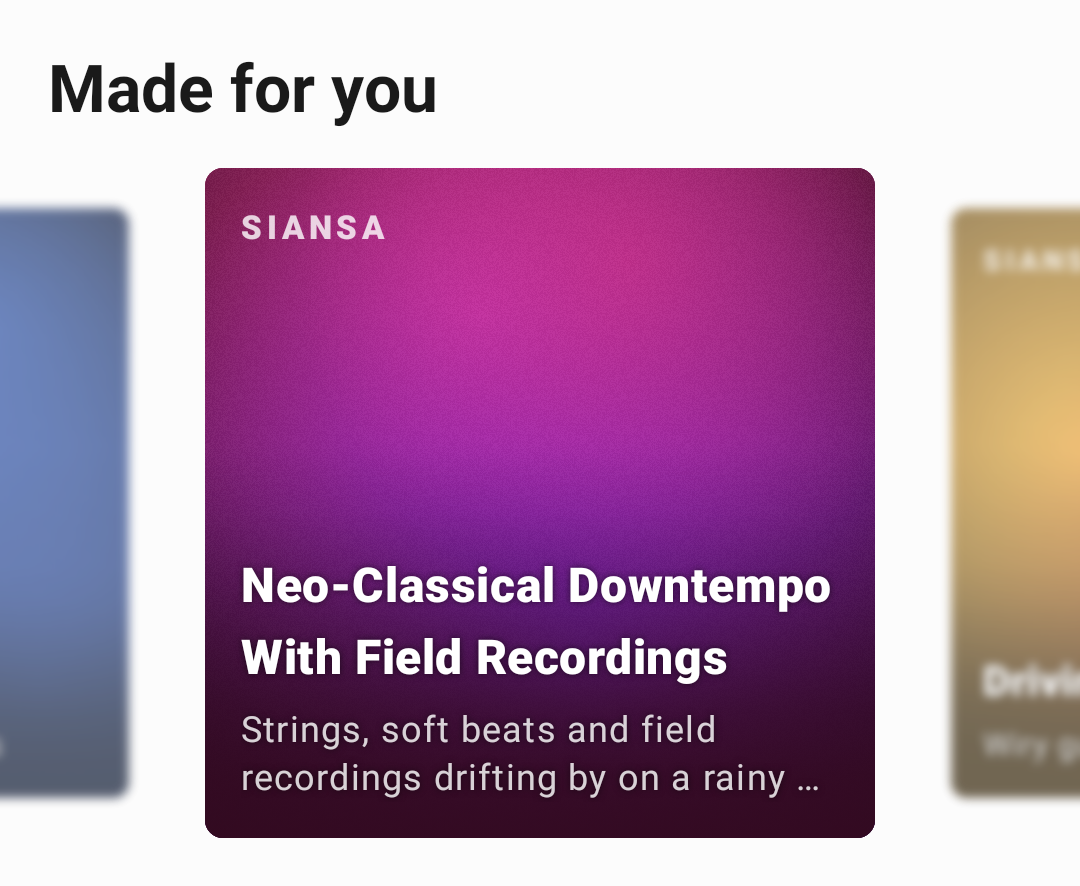 Made for you
SIANSA
Neo-Classical Downtempo
With Field Recordings
Strings, soft beats and field
recordings drifting by on a rainy ...